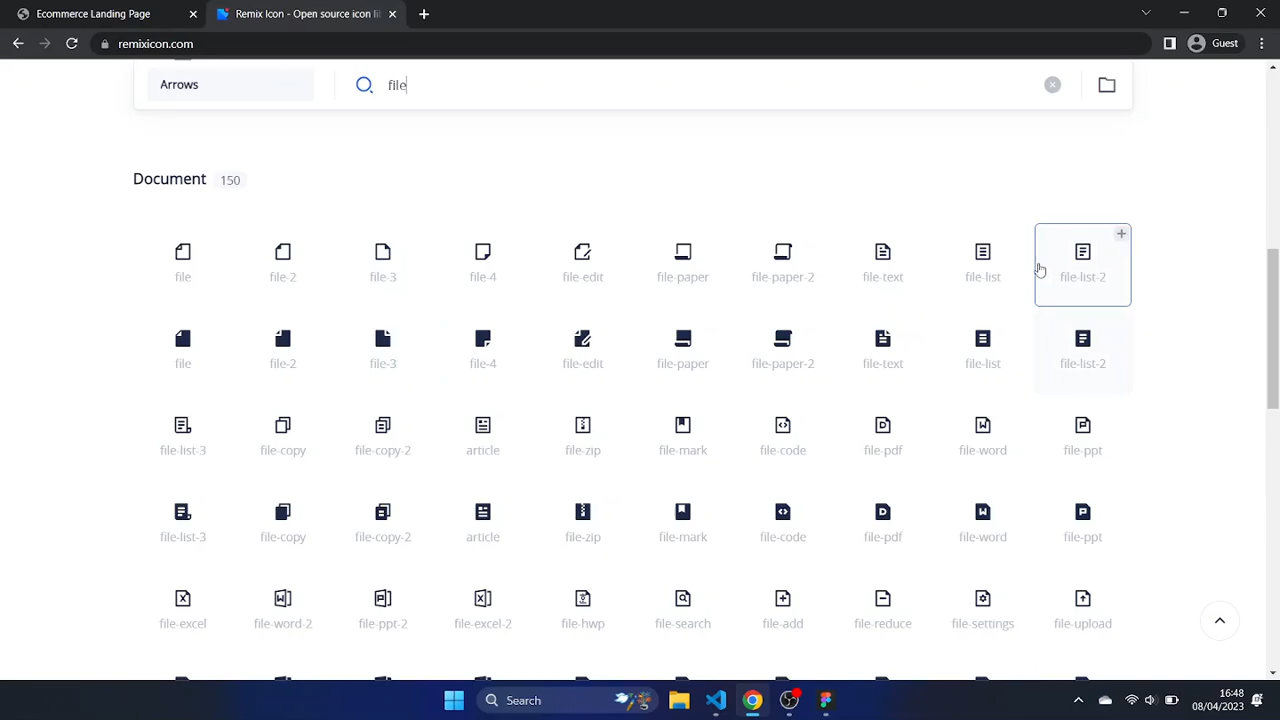 Ecommerce Landing Page
Remix Icon - Open source icon lib
remixicon.com
Guest
Arrows
file
Document 150
file file-2 file-3 file-4 file-edit file-paper file-paper-2 file-text file-list file-list-2
file file-2 file-3 file-4 file-edit file-paper file-paper-2 file-text file-list file-list-2
file-list-3 file-copy file-copy-2 article file-zip file-mark file-code file-pdf file-word file-ppt
file-list-3 file-copy file-copy-2 article file-zip file-mark file-code file-pdf file-word file-ppt
file-excel file-word-2 file-ppt-2 file-excel-2 file-hwp file-search file-add file-reduce file-settings file-upload
Search
16:48
08/04/2023